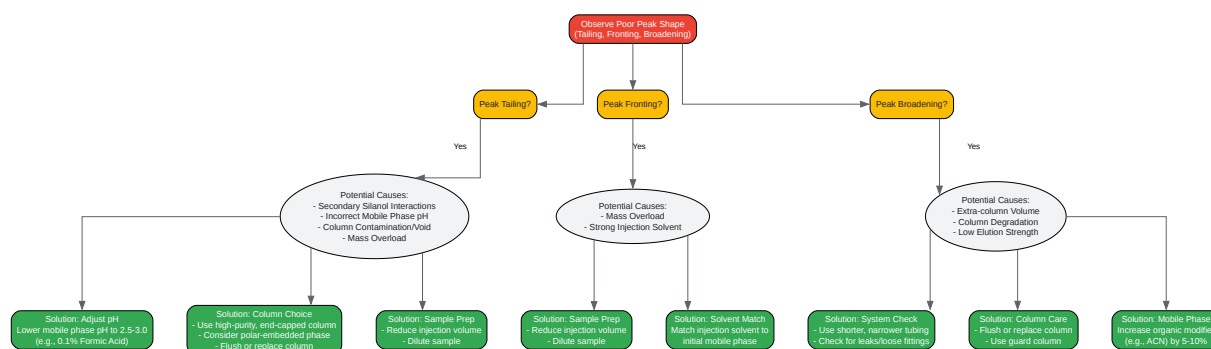 Observe Poor Peak Shape
(Tailing, Fronting, Broadening)
Peak Tailing?
Peak Fronting?
Peak Broadening?
Yes
Yes
Yes
Potential Causes:
- Secondary Silanol Interactions
- Incorrect Mobile Phase pH
- Column Contamination/Void
- Mass Overload
Potential Causes:
- Mass Overload
- Strong Injection Solvent
Potential Causes:
- Extra-column Volume
- Column Degradation
- Low Elution Strength
Solution: Adjust pH
Lower mobile phase pH to 2.5-3.0
(e.g., 0.1% Formic Acid)
Solution: Column Choice
- Use high-purity, end-capped column
- Consider polar-embedded phase
- Flush or replace column
Solution: Sample Prep
- Reduce injection volume
- Dilute sample
Solution: Sample Prep
- Reduce injection volume
- Dilute sample
Solution: Solvent Match
Match injection solvent to
initial mobile phase
Solution: System Check
- Use shorter, narrower tubing
- Check for leaks/loose fittings
Solution: Column Care
- Flush or replace column
- Use guard column
Solution: Mobile Phase
Increase organic modifie
(e.g., ACN) by 5-10%